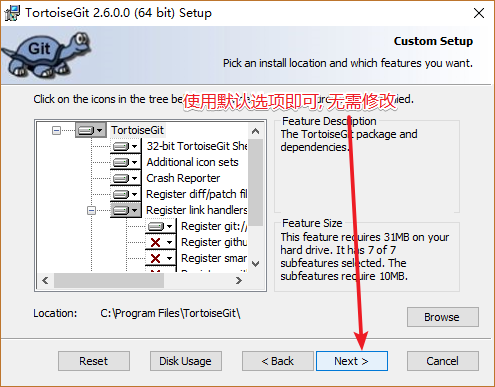 TortoiseGit 2.6.0.0 (64 bit) Setup
Git
Custom Setup
Pick an install location and which features you want.
Click on the icons in the tree be
使用默认选项即可, 无需修改
TortoiseGit
32-bit TortoiseGit She
Additional icon sets
Crash Reporter
Register diff/patch fil
Register link handlers
Register git://
Register githu
Register smar
Feature Description
The TortoiseGit package and
dependencies.
Feature Size
This feature requires 31MB on your
hard drive. It has 7 of 7
subfeatures selected. The
subfeatures require 10MB.
Location: C:\Program Files\TortoiseGit\
Browse
Reset Disk Usage < Back Next > Cancel